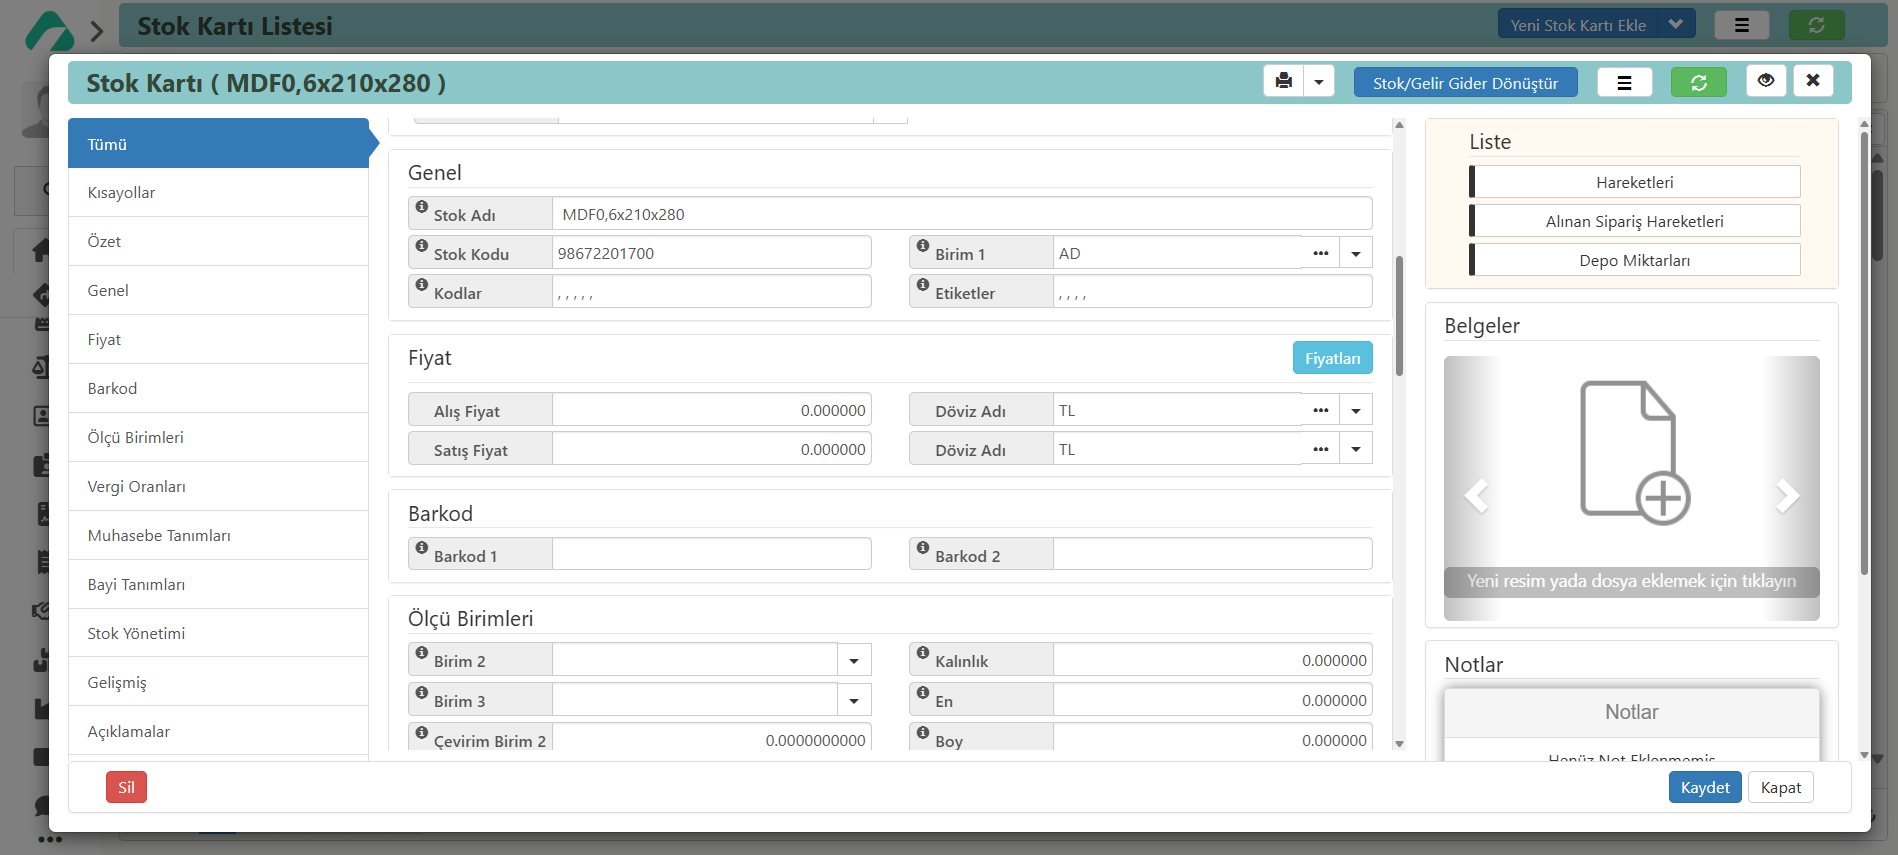 Stok Kartı Listesi
Yeni Stok Kartı Ekle
Stok Kartı ( MDF0,6x210x280 )
Stok/Gelir Gider Dönüştür
Tümü
Kısayollar
Özet
Genel
Fiyat
Barkod
Ölçü Birimleri
Vergi Oranları
Muhasebe Tanımları
Bayi Tanımları
Stok Yönetimi
Gelişmiş
Açıklamalar
Genel
Stok Adı MDF0,6x210x280
Stok Kodu 98672201700 Birim 1 AD
Kodlar , , , , , Etiketler , , , ,
Fiyat Fiyatları
Alış Fiyat 0.000000 Döviz Adı TL
Satış Fiyat 0.000000 Döviz Adı TL
Barkod
Barkod 1 Barkod 2
Ölçü Birimleri
Birim 2 Kalınlık 0.000000
Birim 3 En 0.000000
Çevirim Birim 2 0.0000000000 Boy 0.000000
Liste
Hareketleri
Alınan Sipariş Hareketleri
Depo Miktarları
Belgeler
Yeni resim yada dosya eklemek için tıklayın
Notlar
Notlar
Henüz Not Eklenmemiş
Sil Kaydet Kapat